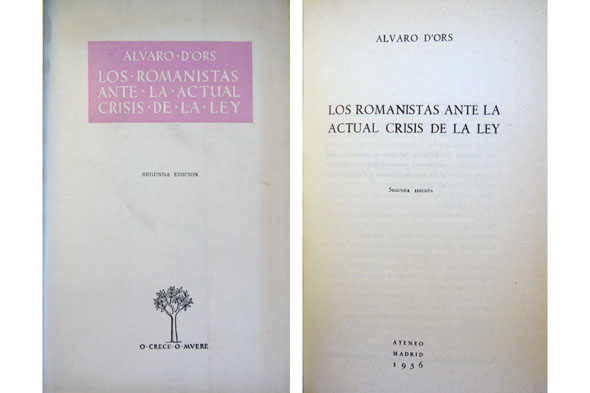 ALVARO·D'ORS
LOS·ROMANISTAS
ANTE·LA·ACTUAL
CRISIS·DE·LA·LEY
SEGUNDA EDICION
O·CRECE·O·MVERE
ALVARO D'ORS
LOS ROMANISTAS ANTE LA
ACTUAL CRISIS DE LA LEY
SEGUNDA EDICIÓN
ATENEO
MADRID
1956